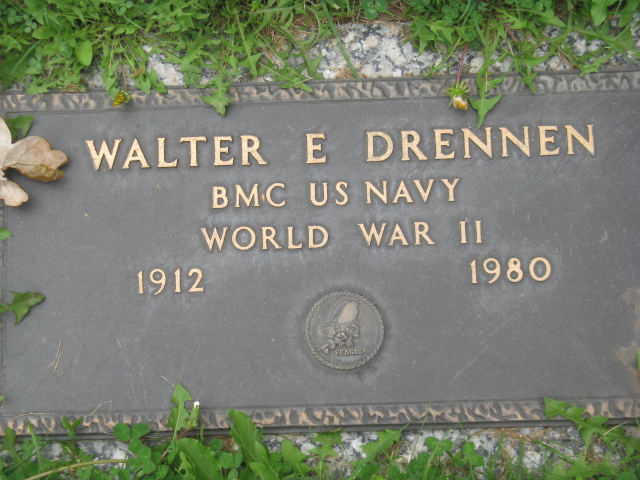 WALTER E DRENNEN
BMC US NAVY
WORLD WAR II
1912 1980
SEABEES